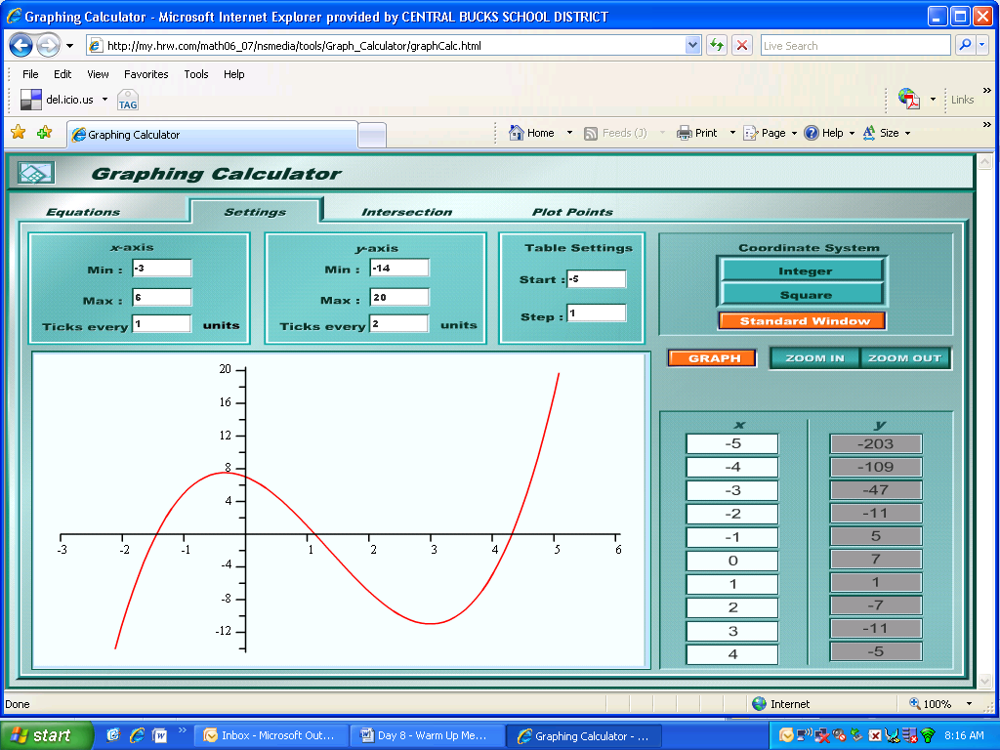 Graphing Calculator - Microsoft Internet Explorer provided by CENTRAL BUCKS SCHOOL DISTRICT
http://my.hrw.com/math06_07/nsmedia/tools/Graph_Calculator/graphCalc.html
Live Search
File Edit View Favorites Tools Help
del.icio.us TAG Links
Graphing Calculator Home Feeds (J) Print Page Help Size
Graphing Calculator
Equations Settings Intersection Plot Points
x-axis y-axis Table Settings Coordinate System
Min : -3 Min : -14 Start : -5 Integer
Max : 6 Max : 20 Step : 1 Square
Ticks every 1 units Ticks every 2 units Standard Window
GRAPH ZOOM IN ZOOM OUT
20
16
12
8
4
-3 -2 -1 1 2 3 4 5 6
-4
-8
-12
x y
-5 -203
-4 -109
-3 -47
-2 -11
-1 5
0 7
1 1
2 -7
3 -11
4 -5
Done Internet 100%
start Inbox - Microsoft Out... Day 8 - Warm Up Me... Graphing Calculator - ... 8:16 AM